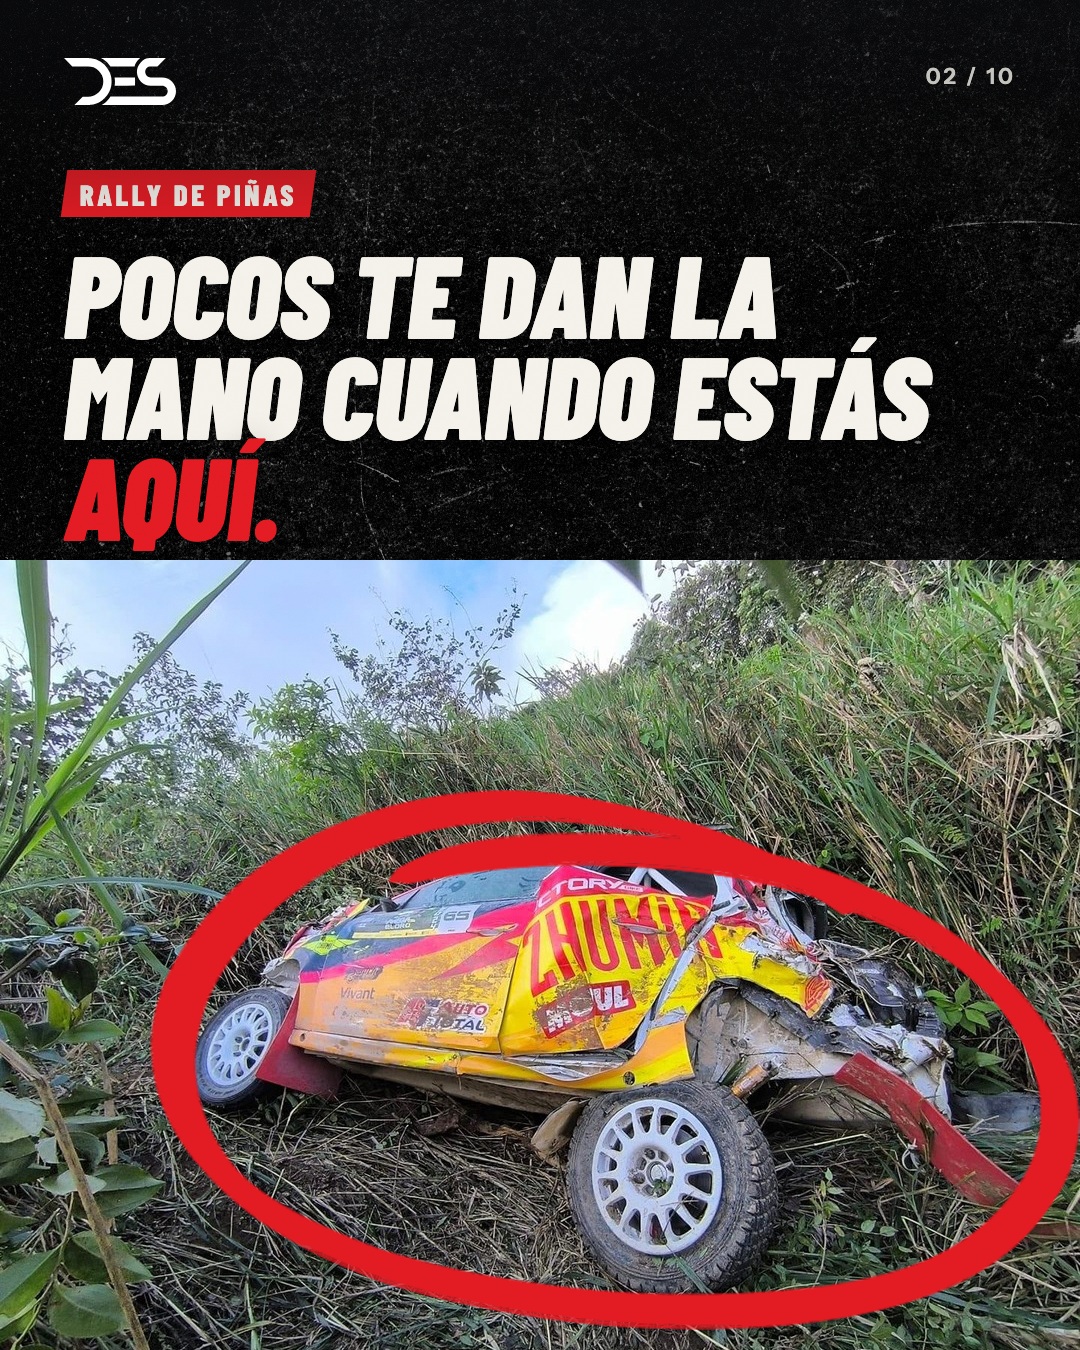 DES
02 / 10
RALLY DE PIÑAS
POCOS TE DAN LA
MANO CUANDO ESTÁS
AQUÍ.
CTORY
65
ZHUMIR
Vivant
AUTO
TOTAL
MOTUL